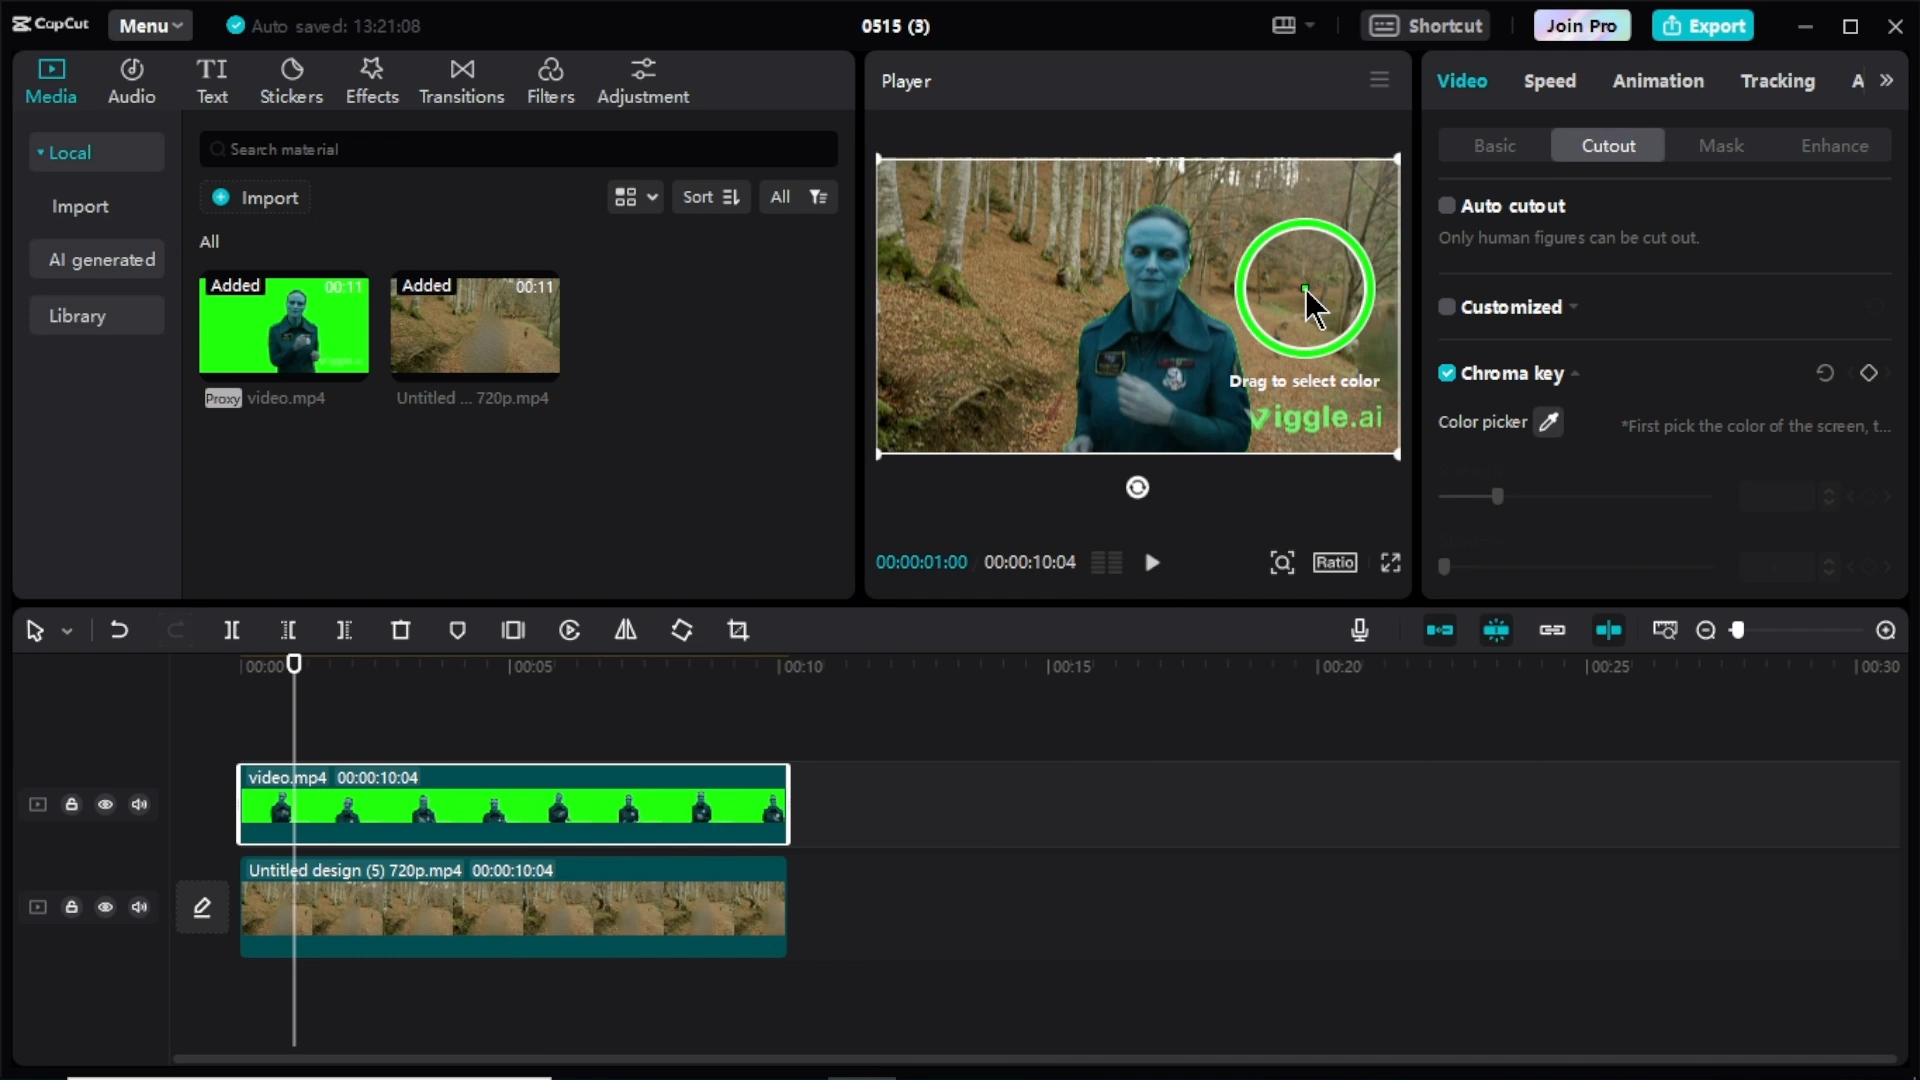 CapCut Menu Auto saved: 13:21:08 0515 (3) Shortcut Join Pro Export
Media Audio Text Stickers Effects Transitions Filters Adjustment
Local
Import
AI generated
Library
Search material
Import Sort All
All
Added 00:11
Proxy video.mp4
Added 00:11
Untitled ... 720p.mp4
Player
Drag to select color
viggle.ai
00:00:01:00 00:00:10:04 Ratio
Video Speed Animation Tracking A
Basic Cutout Mask Enhance
Auto cutout
Only human figures can be cut out.
Customized
Chroma key
Color picker *First pick the color of the screen, t...
00:00 00:05 00:10 00:15 00:20 00:25 00:30
video.mp4 00:00:10:04
Untitled design (5) 720p.mp4 00:00:10:04